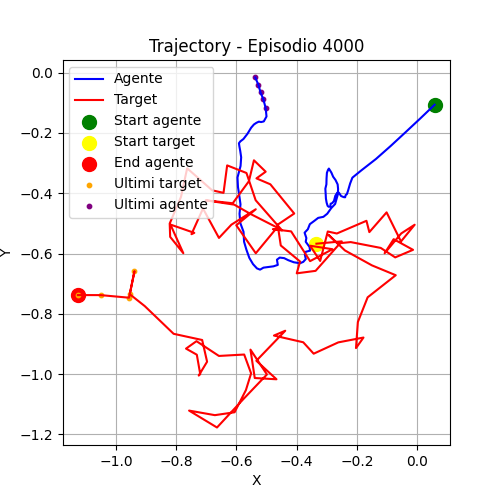 Trajectory - Episodio 4000
Agente
Target
Start agente
Start target
End agente
Ultimi target
Ultimi agente
0.0
−0.2
−0.4
−0.6
−0.8
−1.0
−1.2
Y
−1.0
−0.8
−0.6
−0.4
−0.2
0.0
X